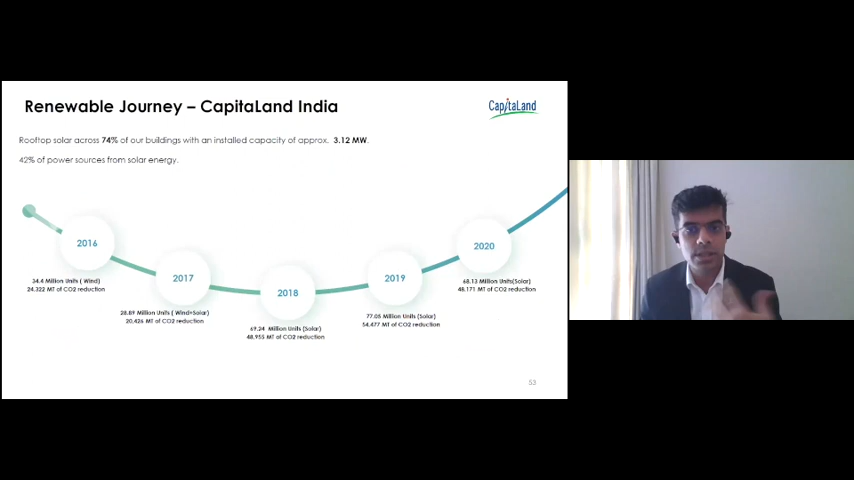 Renewable Journey – CapitaLand India
CapitaLand
Rooftop solar across 74% of our buildings with an installed capacity of approx. 3.12 MW.
42% of power sources from solar energy.
2016
34.4 Million Units ( Wind)
24,322 MT of CO2 reduction
2017
28.89 Million Units ( Wind+Solar)
20,426 MT of CO2 reduction
2018
69.24 Million Units (Solar)
48,955 MT of CO2 reduction
2019
77.05 Million Units (Solar)
54,477 MT of CO2 reduction
2020
68.13 Million Units(Solar)
48,171 MT of CO2 reduction
53